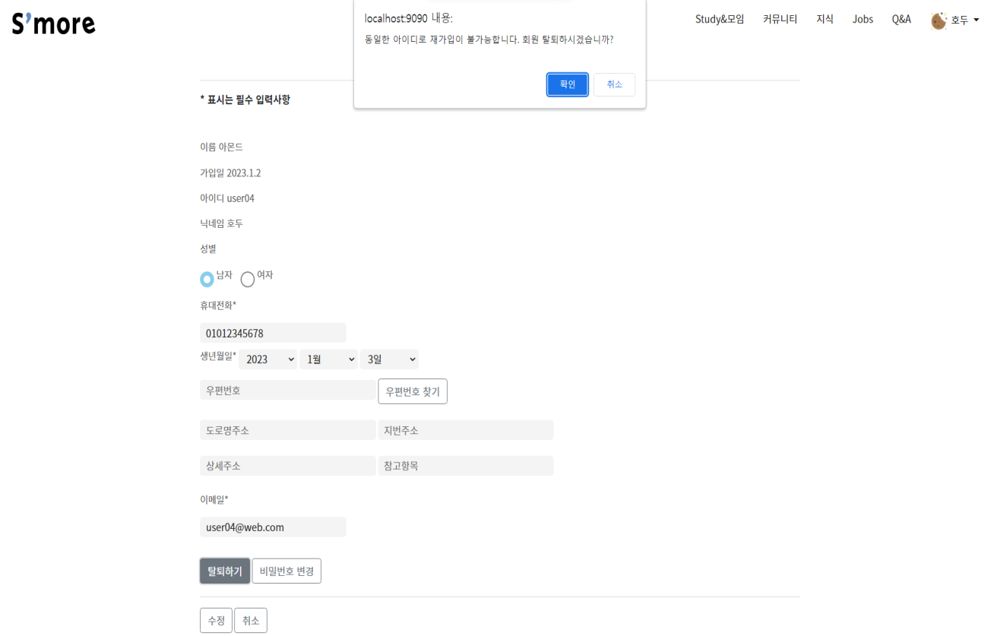 S'more
Study&모임 커뮤니티 지식 Jobs Q&A 호두
localhost:9090 내용:
동일한 아이디로 재가입이 불가능합니다. 회원 탈퇴하시겠습니까?
확인 취소
* 표시는 필수 입력사항
이름 아몬드
가입일 2023.1.2
아이디 user04
닉네임 호두
성별
남자 여자
휴대전화*
01012345678
생년월일* 2023 1월 3일
우편번호 우편번호 찾기
도로명주소 지번주소
상세주소 참고항목
이메일*
user04@web.com
탈퇴하기 비밀번호 변경
수정 취소